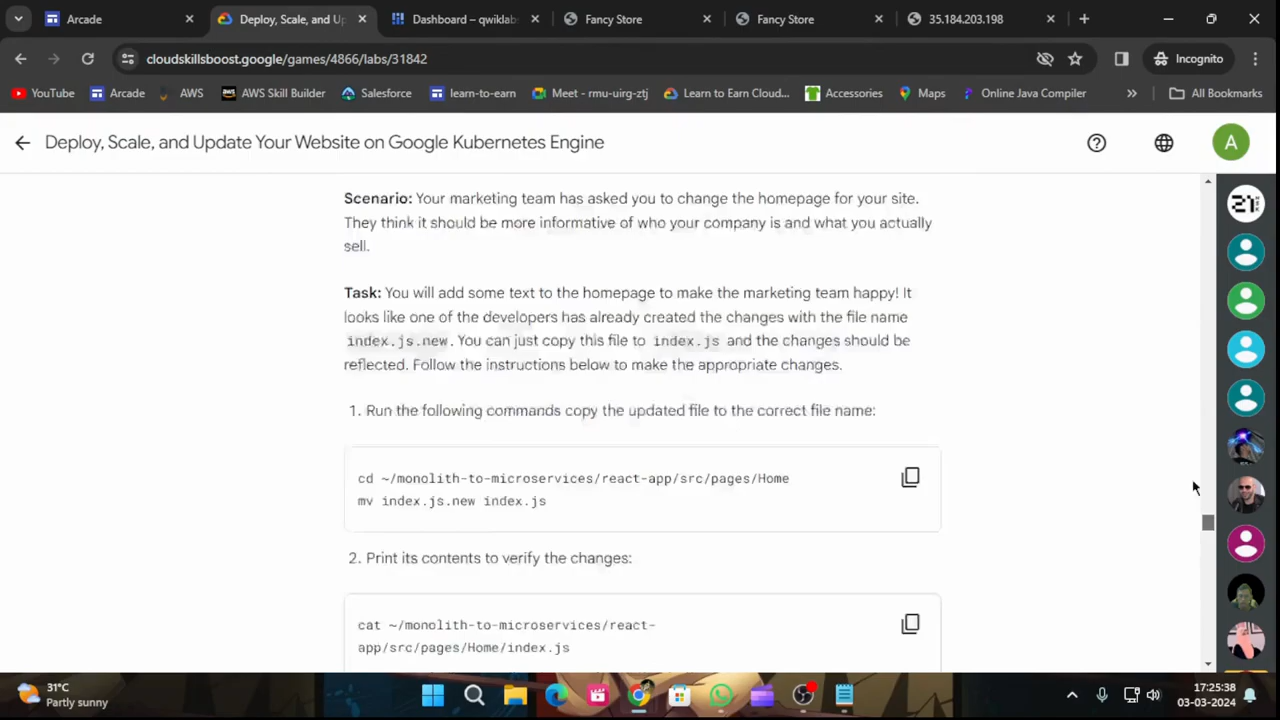 Arcade
Deploy, Scale, and Up
Dashboard – qwiklab
Fancy Store
Fancy Store
35.184.203.198
cloudskillsboost.google/games/4866/labs/31842
Incognito
YouTube
Arcade
AWS
AWS Skill Builder
Salesforce
learn-to-earn
Meet - rmu-uirg-ztj
Learn to Earn Cloud...
Accessories
Maps
Online Java Compiler
All Bookmarks
Deploy, Scale, and Update Your Website on Google Kubernetes Engine
A
Scenario: Your marketing team has asked you to change the homepage for your site.
They think it should be more informative of who your company is and what you actually
sell.
Task: You will add some text to the homepage to make the marketing team happy! It
looks like one of the developers has already created the changes with the file name
index.js.new. You can just copy this file to index.js and the changes should be
reflected. Follow the instructions below to make the appropriate changes.
1. Run the following commands copy the updated file to the correct file name:
cd ~/monolith-to-microservices/react-app/src/pages/Home
mv index.js.new index.js
2. Print its contents to verify the changes:
cat ~/monolith-to-microservices/react-
app/src/pages/Home/index.js
31°C
Partly sunny
17:25:38
03-03-2024